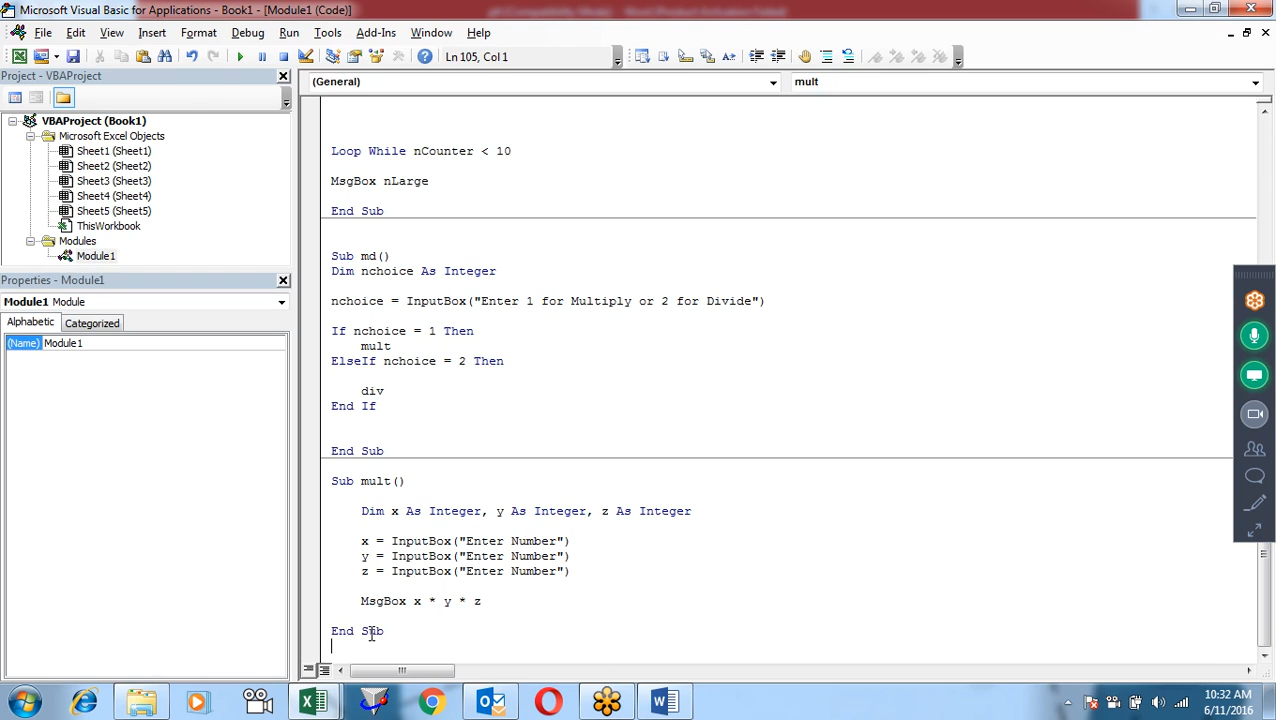 Microsoft Visual Basic for Applications - Book1 - [Module1 (Code)]
File Edit View Insert Format Debug Run Tools Add-Ins Window Help
Ln 105, Col 1
Project - VBAProject
(General)
mult
VBAProject (Book1)
Microsoft Excel Objects
Sheet1 (Sheet1)
Sheet2 (Sheet2)
Sheet3 (Sheet3)
Sheet4 (Sheet4)
Sheet5 (Sheet5)
ThisWorkbook
Modules
Module1
Properties - Module1
Module1 Module
Alphabetic Categorized
(Name) Module1
Loop While nCounter < 10
MsgBox nLarge
End Sub
Sub md()
Dim nchoice As Integer
nchoice = InputBox("Enter 1 for Multiply or 2 for Divide")
If nchoice = 1 Then
mult
ElseIf nchoice = 2 Then
div
End If
End Sub
Sub mult()
Dim x As Integer, y As Integer, z As Integer
x = InputBox("Enter Number")
y = InputBox("Enter Number")
z = InputBox("Enter Number")
MsgBox x * y * z
End Sub
10:32 AM
6/11/2016